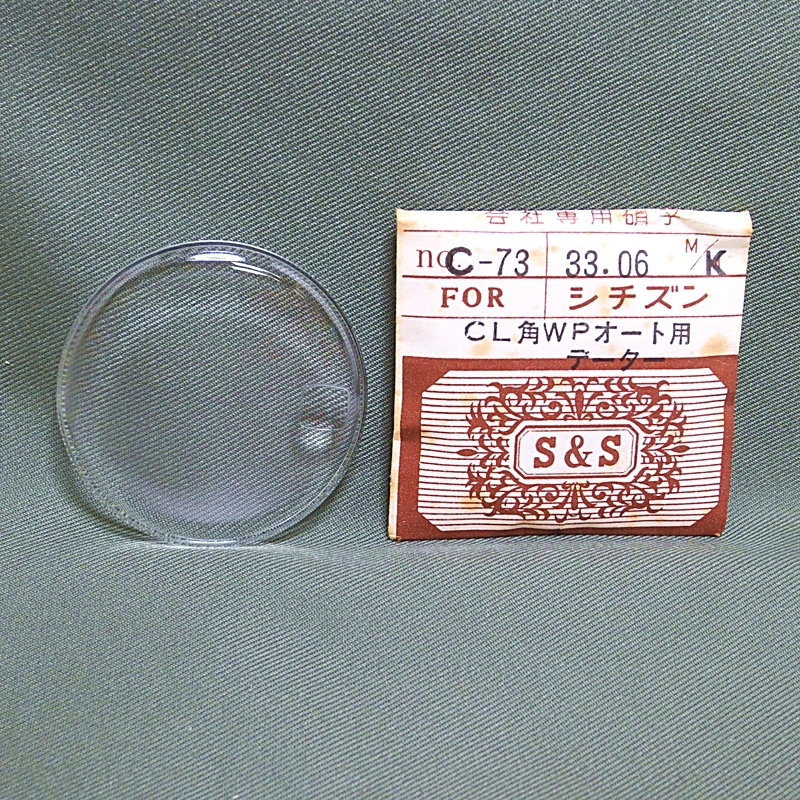 会社専用硝子
no. C-73 33.06 M/K
FOR シチズン
CL角WPオート用
データー
S&S